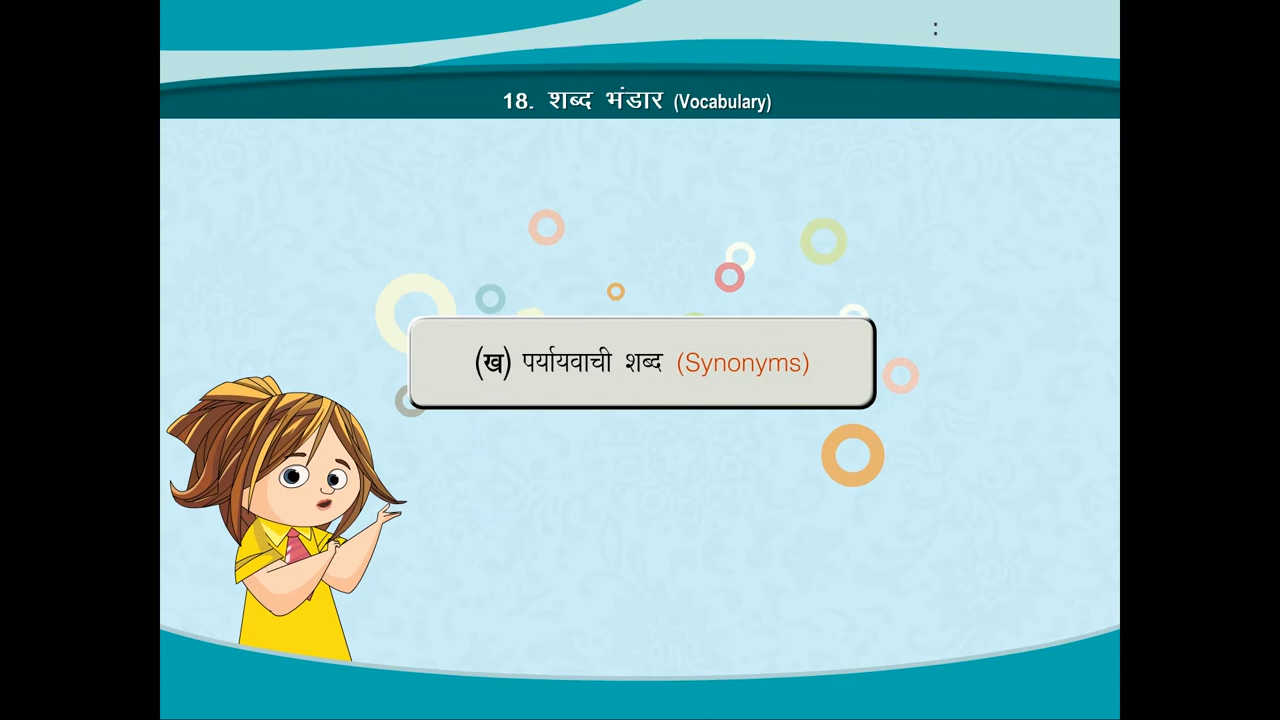 :
18. शब्द भंडार (Vocabulary)
(ख) पर्यायवाची शब्द (Synonyms)